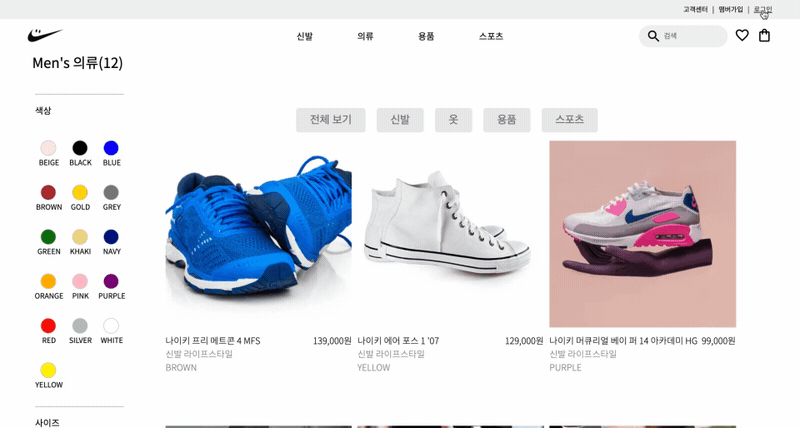 고객센터 | 멤버가입 | 로그인
신발 의류 용품 스포츠 검색
Men's 의류(12)
색상
전체 보기 신발 옷 용품 스포츠
BEIGE BLACK BLUE
BROWN GOLD GREY
GREEN KHAKI NAVY
ORANGE PINK PURPLE
RED SILVER WHITE
YELLOW
사이즈
나이키 프리 메트콘 4 MFS 139,000원
신발 라이프스타일
BROWN
나이키 에어 포스 1 '07 129,000원
신발 라이프스타일
YELLOW
나이키 머큐리얼 베이 퍼 14 아카데미 HG 99,000원
신발 라이프스타일
PURPLE